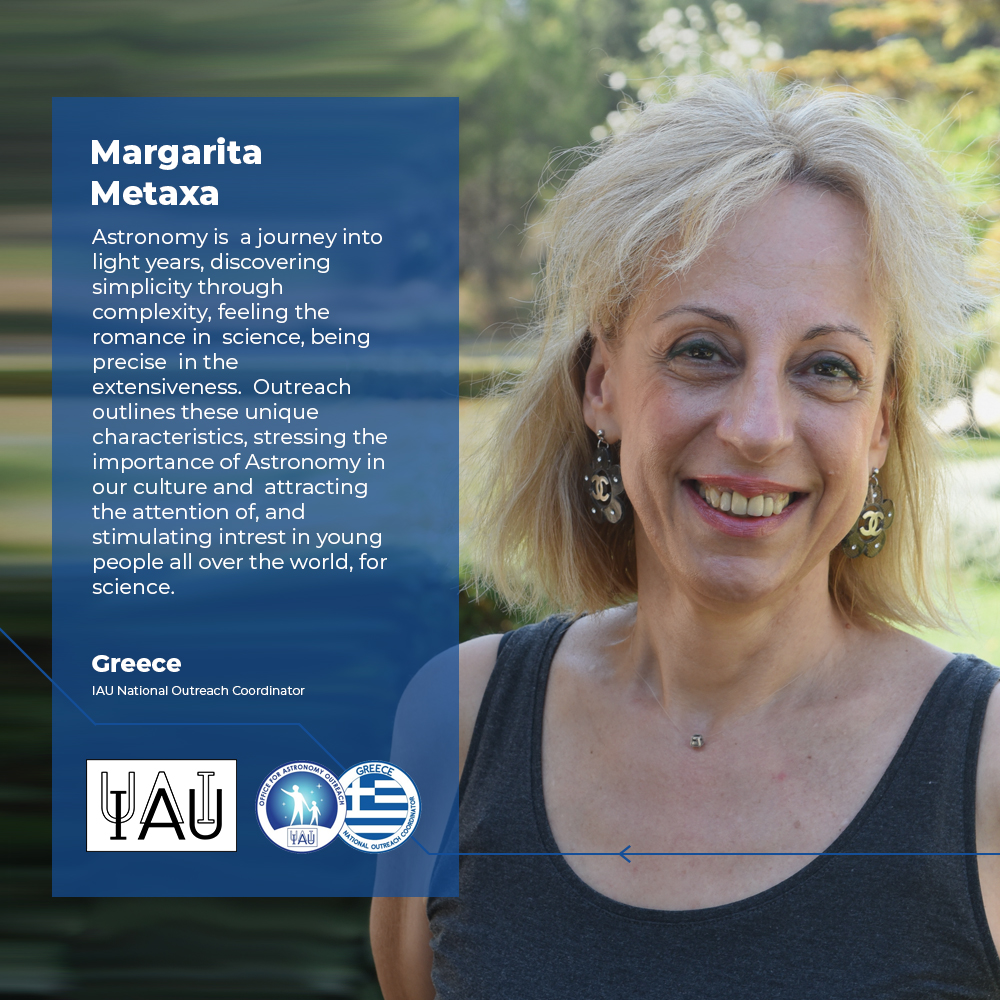 Margarita
Metaxa
Astronomy is  a journey into
light years, discovering
simplicity through
complexity, feeling the
romance in  science, being
precise  in the
extensiveness.  Outreach
outlines these unique
characteristics, stressing the
importance of Astronomy in
our culture and  attracting
the attention of, and
stimulating intrest in young
people all over the world, for
science.
Greece
IAU National Outreach Coordinator
IAU
OFFICE FOR ASTRONOMY OUTREACH
IAU
GREECE
NATIONAL OUTREACH COORDINATOR